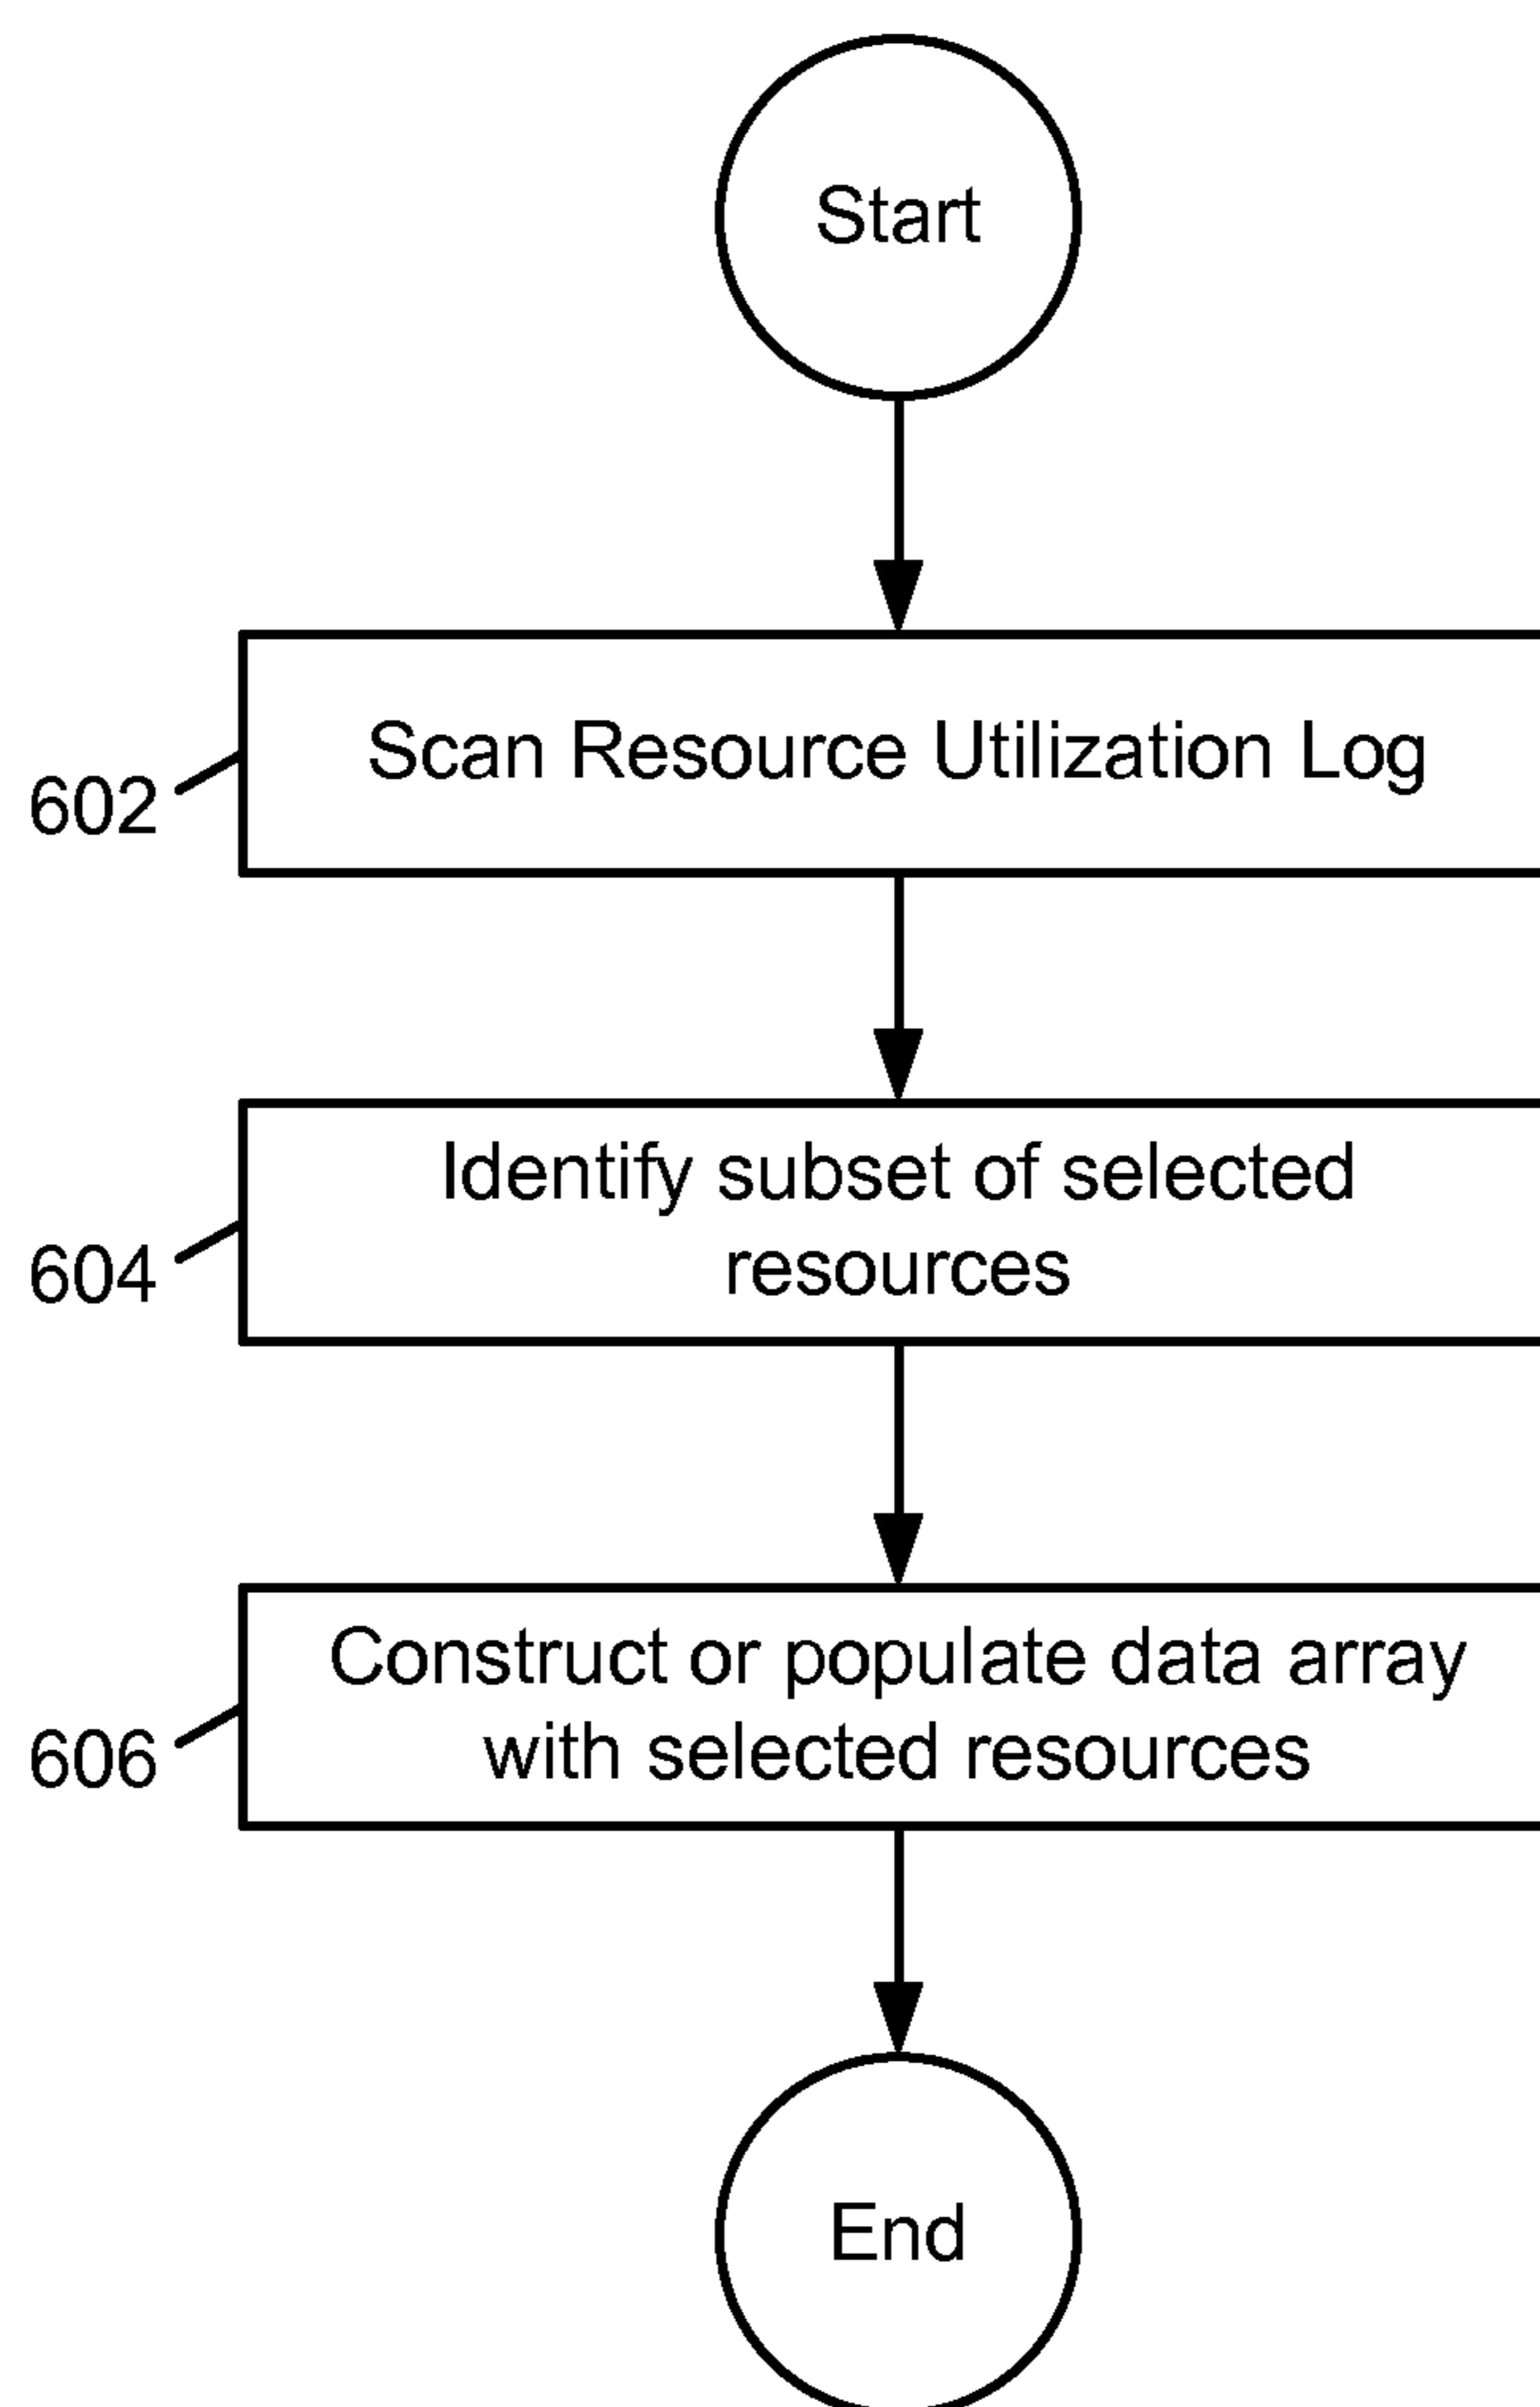 Start
Scan Resource Utilization Log
602
Identify subset of selected
resources
604
Construct or populate data array
with selected resources
606
End